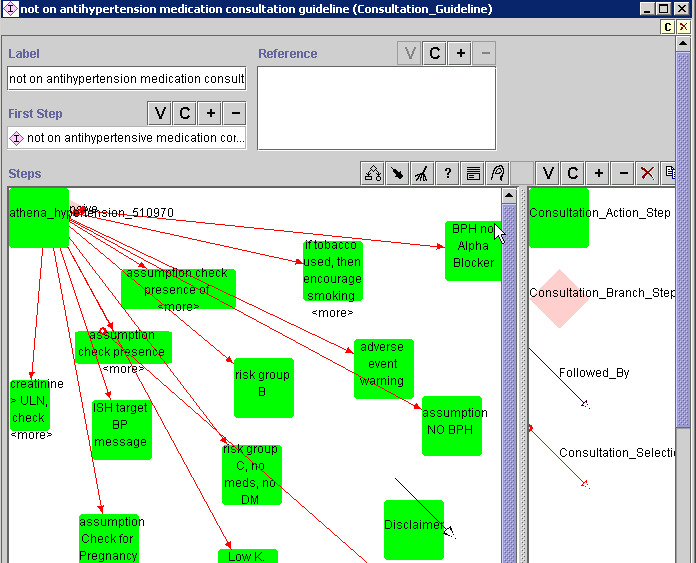 not on antihypertension medication consultation guideline (Consultation_Guideline)
C ×
Label
Reference
V C + −
not on antihypertension medication consult
First Step
V C + −
not on antihypertensive medication cor...
Steps
?
V C + −
athena_hypertension_510970
BPH no
Alpha
Blocker
if tobacco
used, then
encourage
smoking
<more>
assumption check
presence of
<more>
assumption
check presence
<more>
adverse
event
warning
risk group
B
creatinine
> ULN,
check
<more>
ISH target
BP
message
assumption
NO BPH
risk group
C, no
meds, no
DM
assumption
Check for
Pregnancy
Low K.
Disclaimer
Consultation_Action_Step
Consultation_Branch_Step
Followed_By
Consultation_Selectio